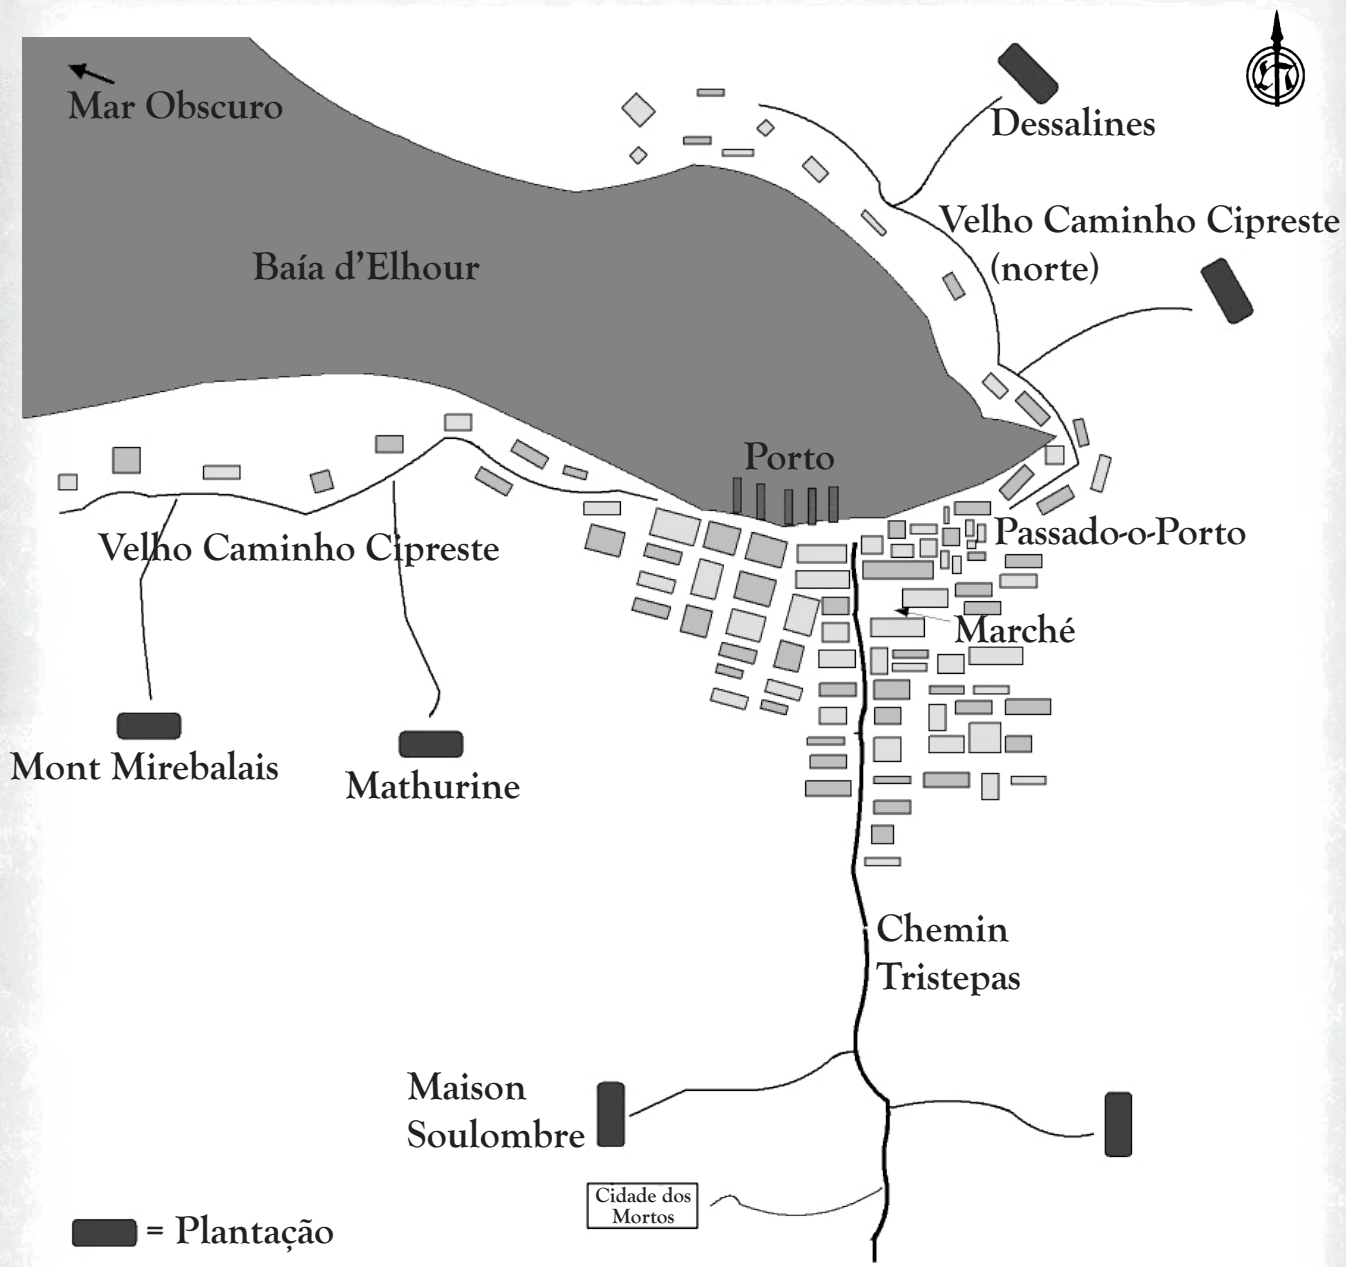 Mar Obscuro
Dessalines
Velho Caminho Cipreste
(norte)
Baía d'Elhour
Porto
Passado-o-Porto
Velho Caminho Cipreste
Marché
Mont Mirebalais
Mathurine
Chemin
Tristepas
Maison
Soulombre
Cidade dos
Mortos
= Plantação